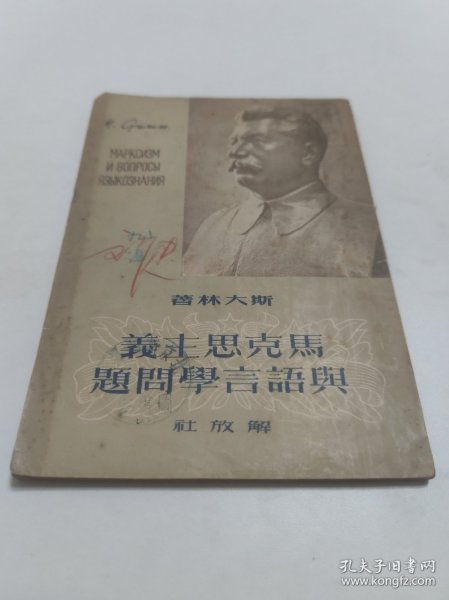 И. Сталин
МАРКСИЗМ
И ВОПРОСЫ
ЯЗЫКОЗНАНИЯ
斯大林著
馬克思主義
與語言學問題
解放社
孔夫子旧书网
www.kongfz.com